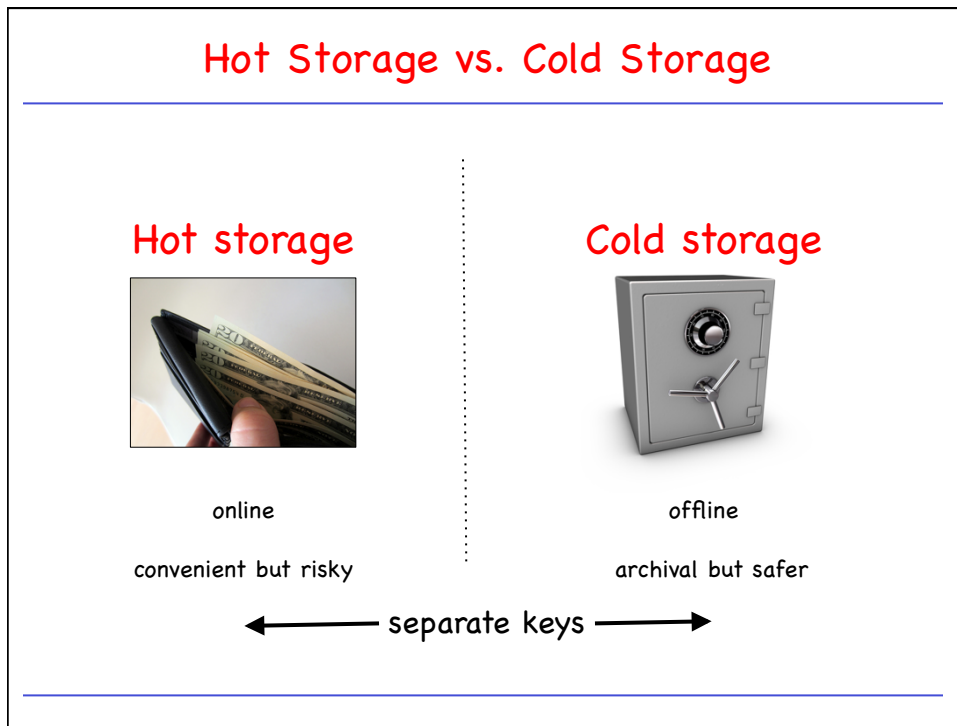 Hot Storage vs. Cold Storage
Hot storage
Cold storage
online
offline
convenient but risky
archival but safer
separate keys